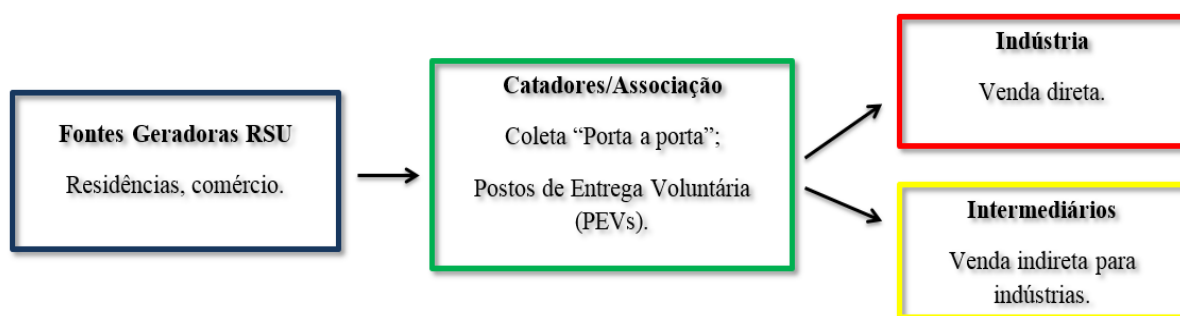 Fontes Geradoras RSU
Residências, comércio.
Catadores/Associação
Coleta “Porta a porta”;
Postos de Entrega Voluntária
(PEVs).
Indústria
Venda direta.
Intermediários
Venda indireta para
indústrias.